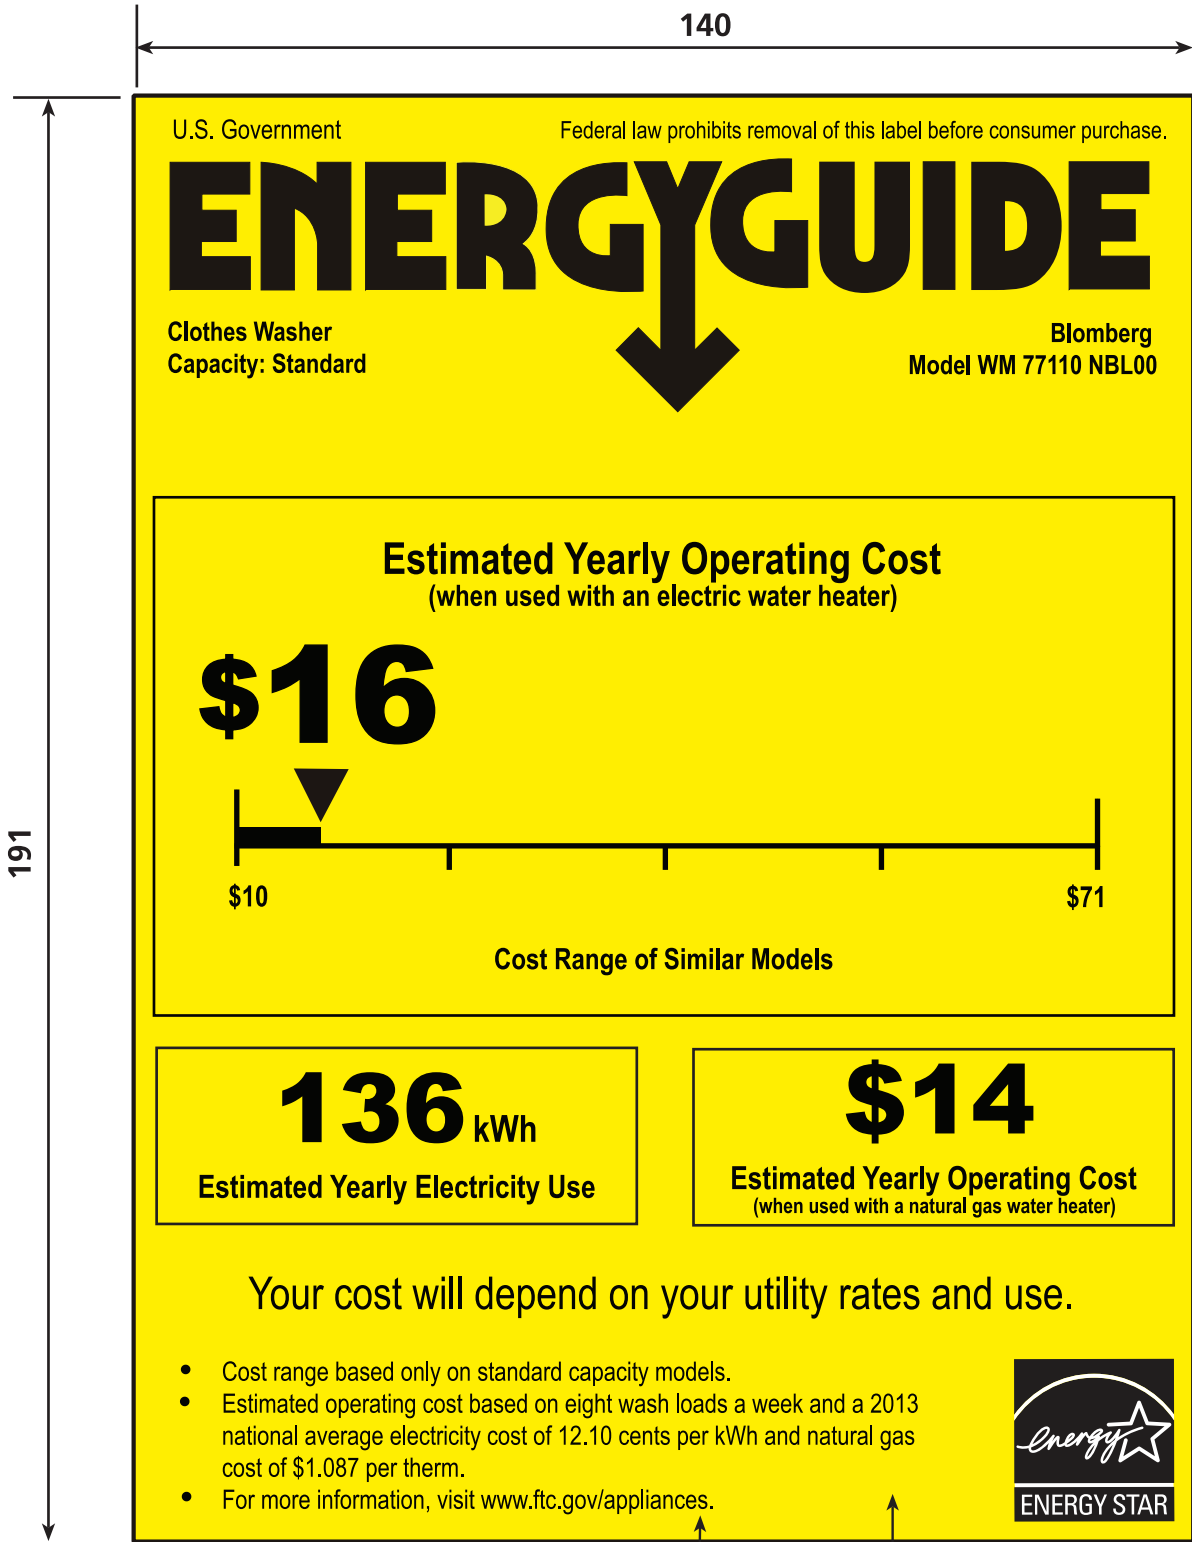 140
191
U.S. Government
Federal law prohibits removal of this label before consumer purchase.
ENERGYGUIDE
Clothes Washer
Capacity: Standard
Blomberg
Model WM 77110 NBL00
Estimated Yearly Operating Cost
(when used with an electric water heater)
$16
$10
$71
Cost Range of Similar Models
136 kWh
Estimated Yearly Electricity Use
$14
Estimated Yearly Operating Cost
(when used with a natural gas water heater)
Your cost will depend on your utility rates and use.
• Cost range based only on standard capacity models.
• Estimated operating cost based on eight wash loads a week and a 2013
national average electricity cost of 12.10 cents per kWh and natural gas
cost of $1.087 per therm.
• For more information, visit www.ftc.gov/appliances.
energy
ENERGY STAR